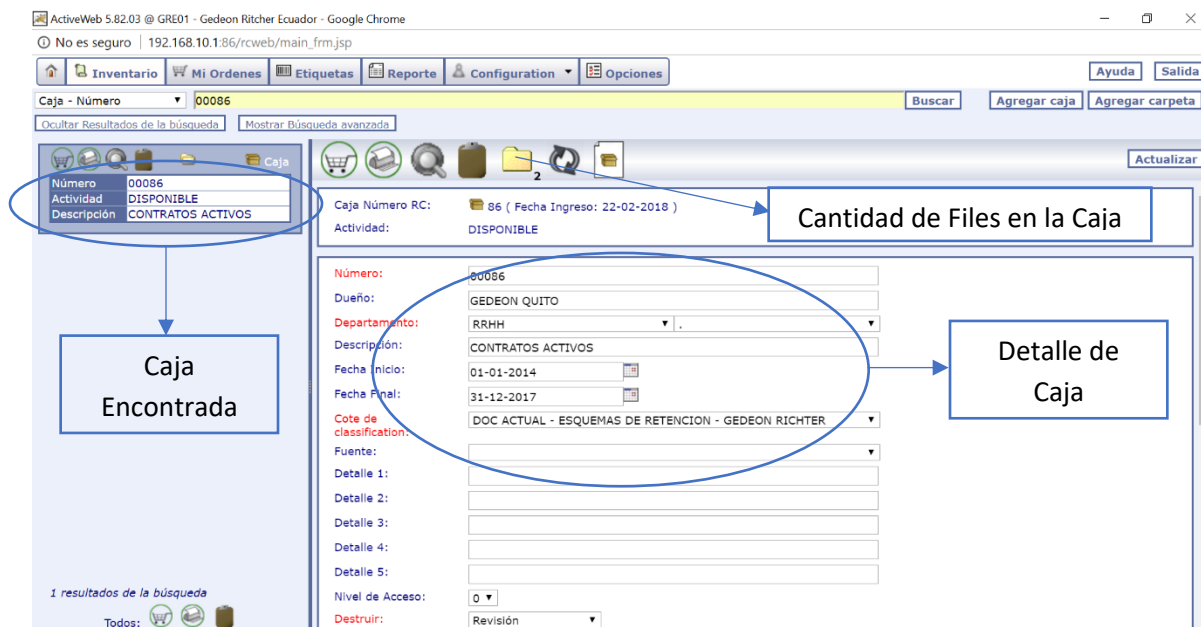 ActiveWeb 5.82.03 @ GRE01 - Gedeon Ritcher Ecuador - Google Chrome
No es seguro | 192.168.10.1:86/rcweb/main_frm.jsp
Inventario Mi Ordenes Etiquetas Reporte Configuration Opciones Ayuda Salida
Caja - Número 00086 Buscar Agregar caja Agregar carpeta
Ocultar Resultados de la búsqueda Mostrar Búsqueda avanzada
Caja
Número 00086
Actividad DISPONIBLE
Descripción CONTRATOS ACTIVOS
Caja
Encontrada
1 resultados de la búsqueda
Todos:
2
Actualizar
Caja Número RC: 86 ( Fecha Ingreso: 22-02-2018 )
Actividad: DISPONIBLE
Cantidad de Files en la Caja
Número: 00086
Dueño: GEDEON QUITO
Departamento: RRHH .
Descripción: CONTRATOS ACTIVOS
Fecha Inicio: 01-01-2014
Fecha Final: 31-12-2017
Cote de
classification: DOC ACTUAL - ESQUEMAS DE RETENCION - GEDEON RICHTER
Fuente:
Detalle 1:
Detalle 2:
Detalle 3:
Detalle 4:
Detalle 5:
Nivel de Acceso: 0
Destruir: Revisión
Detalle de
Caja